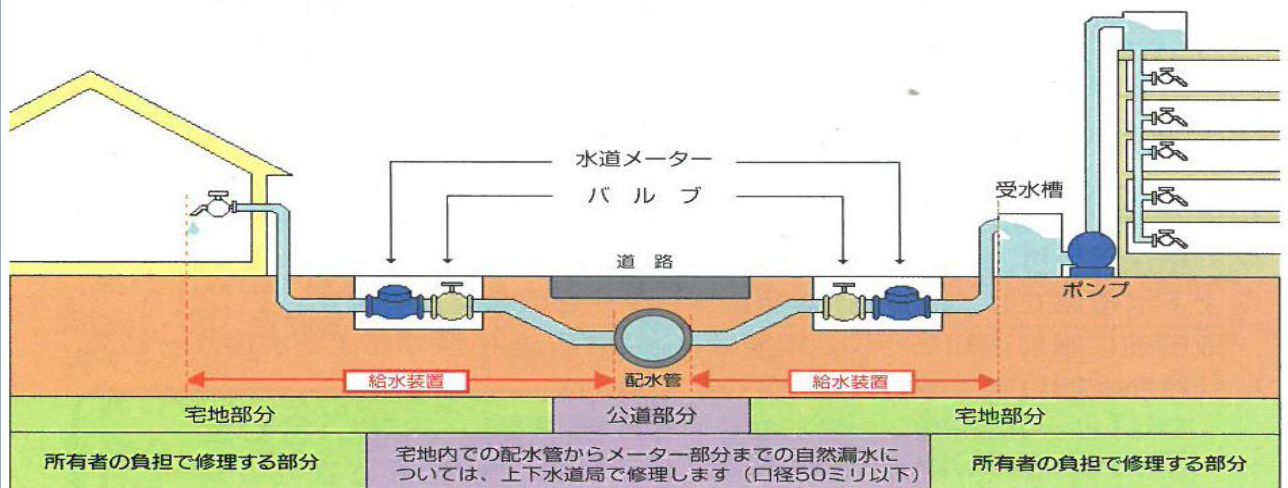 水道メーター
バルブ
受水槽
道路
ポンプ
給水装置
配水管
給水装置
宅地部分
公道部分
宅地部分
所有者の負担で修理する部分
宅地内での配水管からメーター部分までの自然漏水に
ついては、上下水道局で修理します（口径50ミリ以下）
所有者の負担で修理する部分